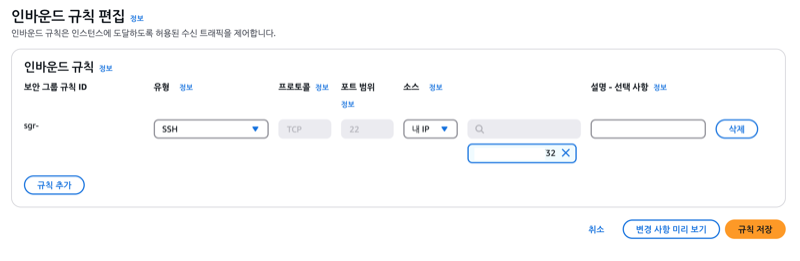 인바운드 규칙 편집 정보
인바운드 규칙은 인스턴스에 도달하도록 허용된 수신 트래픽을 제어합니다.
인바운드 규칙 정보
보안 그룹 규칙 ID 유형 정보 프로토콜 정보 포트 범위 정보 소스 정보 설명 - 선택 사항 정보
sgr- SSH TCP 22 내 IP 삭제
32
규칙 추가
취소 변경 사항 미리 보기 규칙 저장